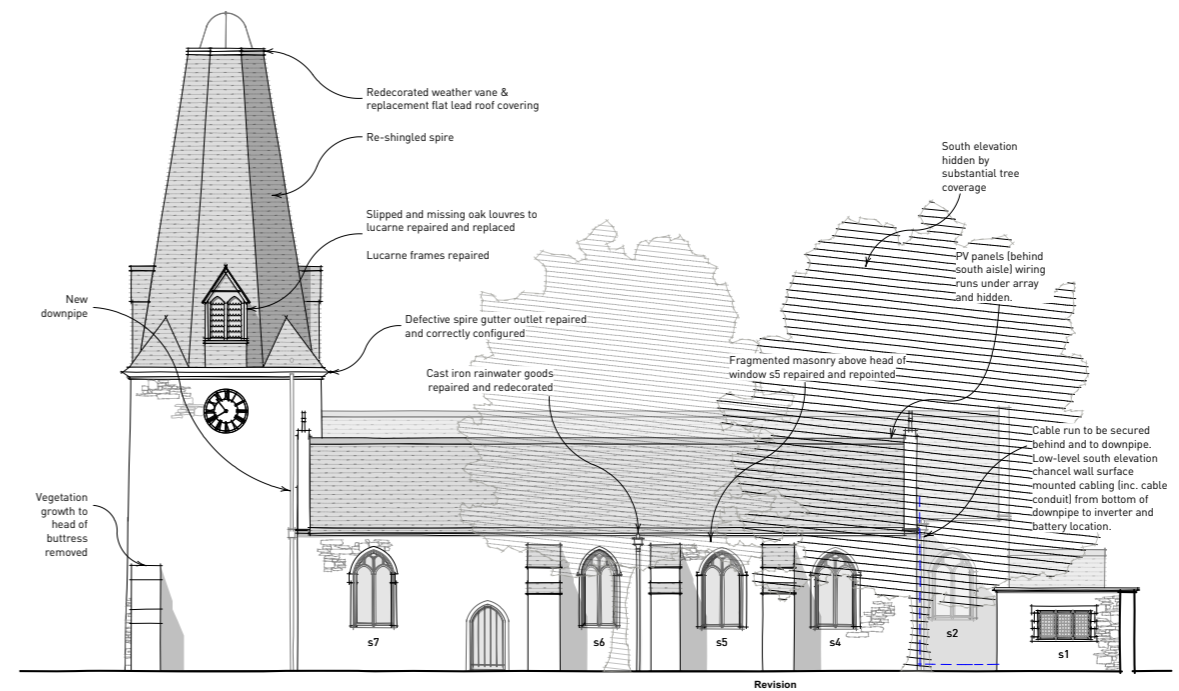 Redecorated weather vane &
replacement flat lead roof covering
Re-shingled spire
Slipped and missing oak louvres to
lucarne repaired and replaced
Lucarne frames repaired
New
downpipe
Defective spire gutter outlet repaired
and correctly configured
Cast iron rainwater goods
repaired and redecorated
South elevation
hidden by
substantial tree
coverage
PV panels (behind
south aisle) wiring
runs under array
and hidden.
Fragmented masonry above head of
window s5 repaired and repointed
Cable run to be secured
behind and to downpipe.
Low-level south elevation
chancel wall surface
mounted cabling (inc. cable
conduit) from bottom of
downpipe to inverter and
battery location.
Vegetation
growth to
head of
buttress
removed
s7
s6
s5
s4
s2
s1
Revision